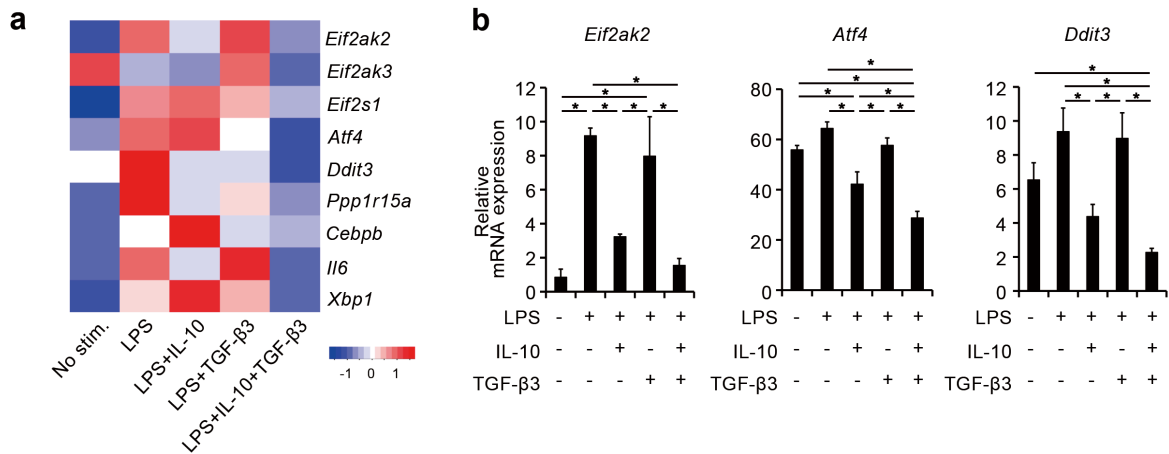 a
Eif2ak2
Eif2ak3
Eif2s1
Atf4
Ddit3
Ppp1r15a
Cebpb
Il6
Xbp1
No stim.
LPS
LPS+IL-10
LPS+TGF-β3
LPS+IL-10+TGF-β3
-1 0 1
b
Eif2ak2
Relative
mRNA expression
12
10
8
6
4
2
0
*
* *
* * * *
LPS - + + + +
IL-10 - - + - +
TGF-β3 - - - + +
Atf4
80
60
40
20
0
*
*
* *
* * *
LPS - + + + +
IL-10 - - + - +
TGF-β3 - - - + +
Ddit3
12
10
8
6
4
2
0
*
*
* * *
LPS - + + + +
IL-10 - - + - +
TGF-β3 - - - + +